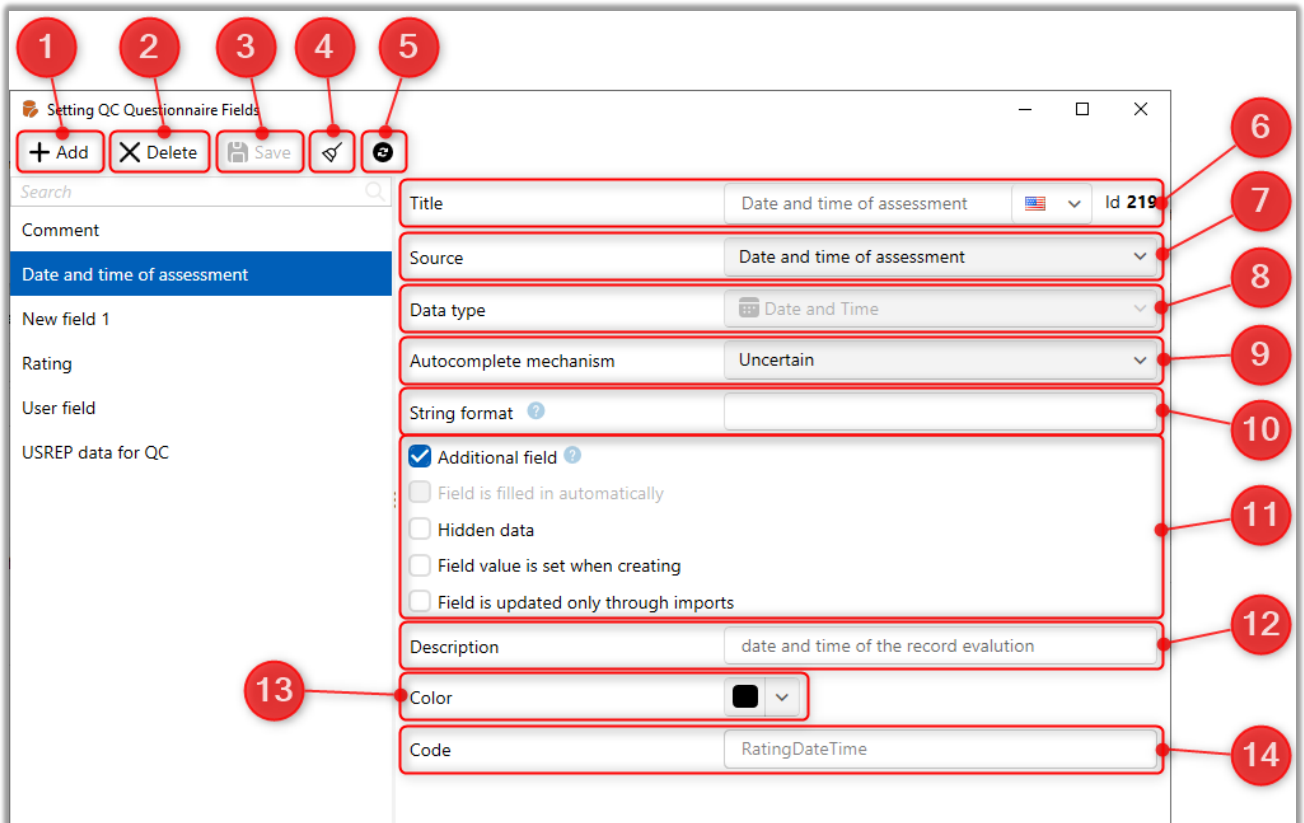 1 2 3 4 5
Setting QC Questionnaire Fields
Add Delete Save
6
Search
Title Date and time of assessment Id 219
7
Comment
Source Date and time of assessment
Date and time of assessment
8
Data type Date and Time
New field 1
9
Autocomplete mechanism Uncertain
Rating
String format ?
10
User field
Additional field ?
USREP data for QC
Field is filled in automatically
11
Hidden data
Field value is set when creating
Field is updated only through imports
12
Description date and time of the record evalution
13
Color
Code RatingDateTime
14